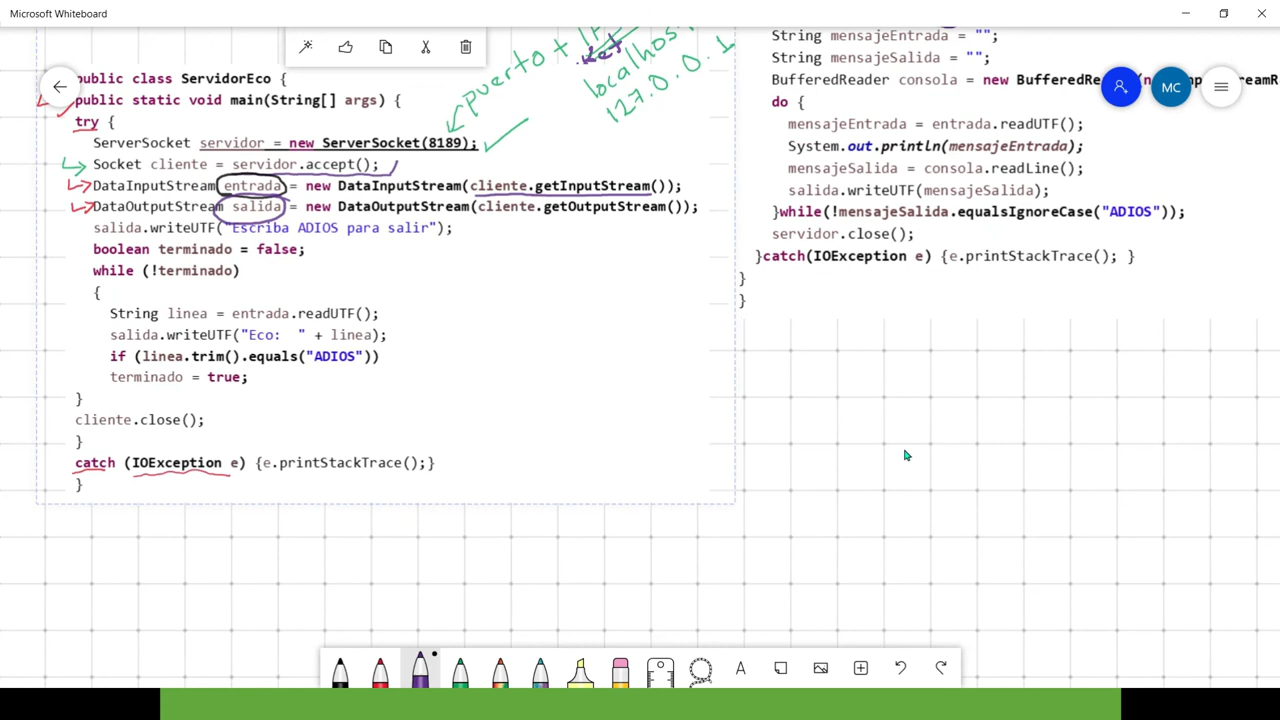 Microsoft Whiteboard
puerto + IP
localhos
127.0.0.1
public class ServidorEco {
public static void main(String[] args) {
try {
ServerSocket servidor = new ServerSocket(8189);
Socket cliente = servidor.accept();
DataInputStream entrada = new DataInputStream(cliente.getInputStream());
DataOutputStream salida = new DataOutputStream(cliente.getOutputStream());
salida.writeUTF("Escriba ADIOS para salir");
boolean terminado = false;
while (!terminado)
{
String linea = entrada.readUTF();
salida.writeUTF("Eco:  " + linea);
if (linea.trim().equals("ADIOS"))
terminado = true;
}
cliente.close();
}
catch (IOException e) {e.printStackTrace();}
}
String mensajeEntrada = "";
String mensajeSalida = "";
BufferedReader consola = new BufferedRe
do {
mensajeEntrada = entrada.readUTF();
System.out.println(mensajeEntrada);
mensajeSalida = consola.readLine();
salida.writeUTF(mensajeSalida);
}while(!mensajeSalida.equalsIgnoreCase("ADIOS"));
servidor.close();
}catch(IOException e) {e.printStackTrace(); }
}
}
MC